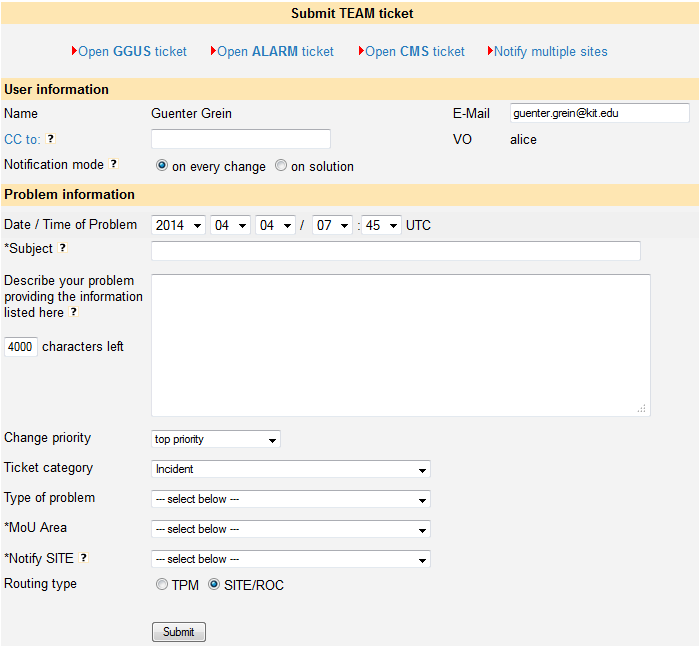 Submit TEAM ticket
Open GGUS ticket Open ALARM ticket Open CMS ticket Notify multiple sites
User information
Name Guenter Grein E-Mail guenter.grein@kit.edu
CC to: ? VO alice
Notification mode ? on every change on solution
Problem information
Date / Time of Problem 2014 04 04 / 07 : 45 UTC
*Subject ?
Describe your problem
providing the information
listed here ?
4000 characters left
Change priority top priority
Ticket category Incident
Type of problem --- select below ---
*MoU Area --- select below ---
*Notify SITE ? --- select below ---
Routing type TPM SITE/ROC
Submit